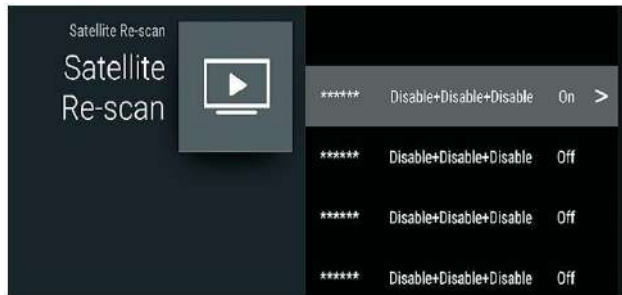 Satellite Re-scan
Satellite
Re-scan
****** Disable+Disable+Disable On >
****** Disable+Disable+Disable Off
****** Disable+Disable+Disable Off
****** Disable+Disable+Disable Off